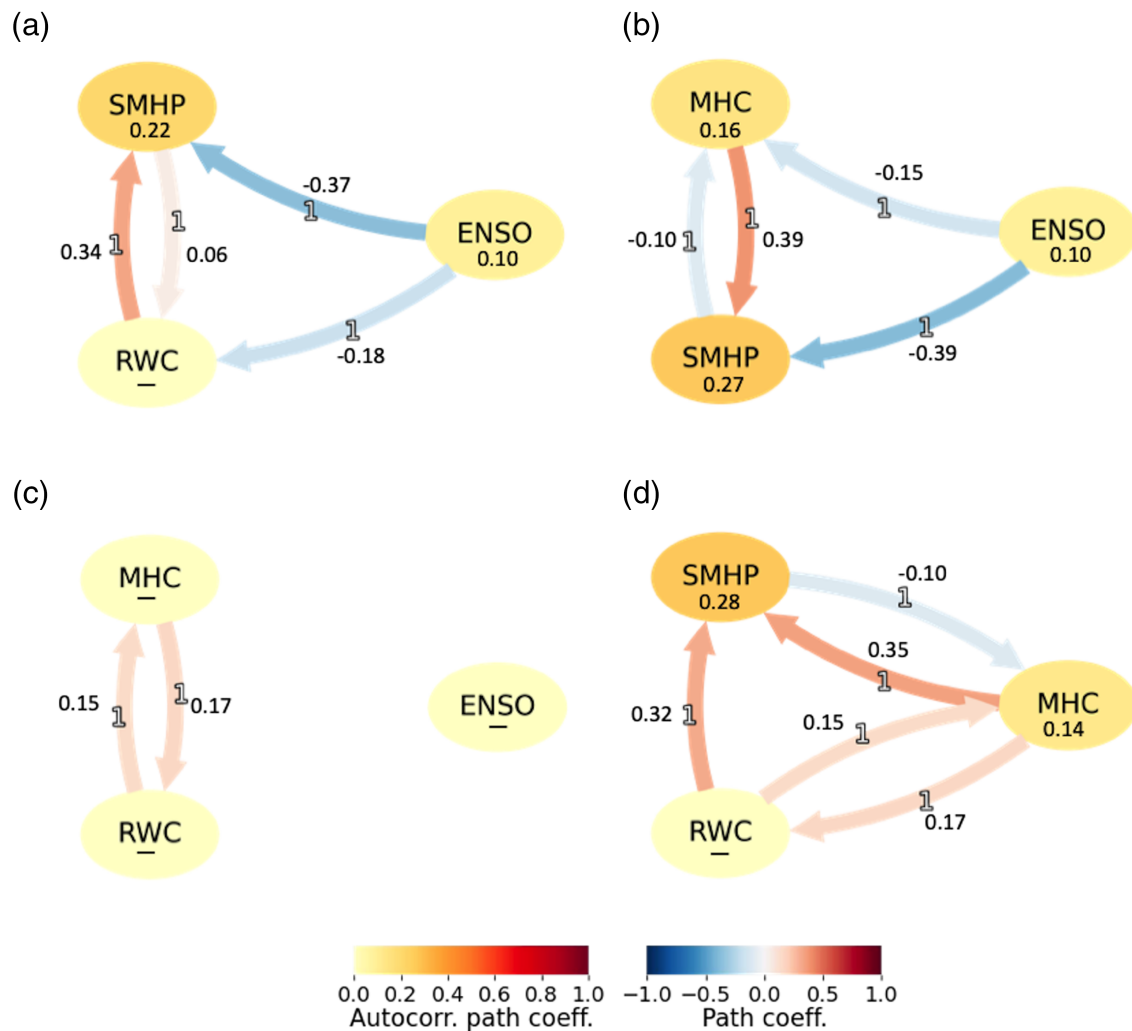 (a)
(b)
SMHP
0.22
MHC
0.16
-0.37
1
-0.15
1
1
0.34
1
0.06
ENSO
0.10
-0.10
1
1
0.39
ENSO
0.10
RWC
–
1
-0.18
SMHP
0.27
1
-0.39
(c)
(d)
MHC
–
SMHP
0.28
-0.10
1
0.15
1
1
0.17
ENSO
–
0.32
1
0.35
1
0.15
1
MHC
0.14
RWC
–
RWC
–
1
0.17
0.0 0.2 0.4 0.6 0.8 1.0
Autocorr. path coeff.
−1.0 −0.5 0.0 0.5 1.0
Path coeff.